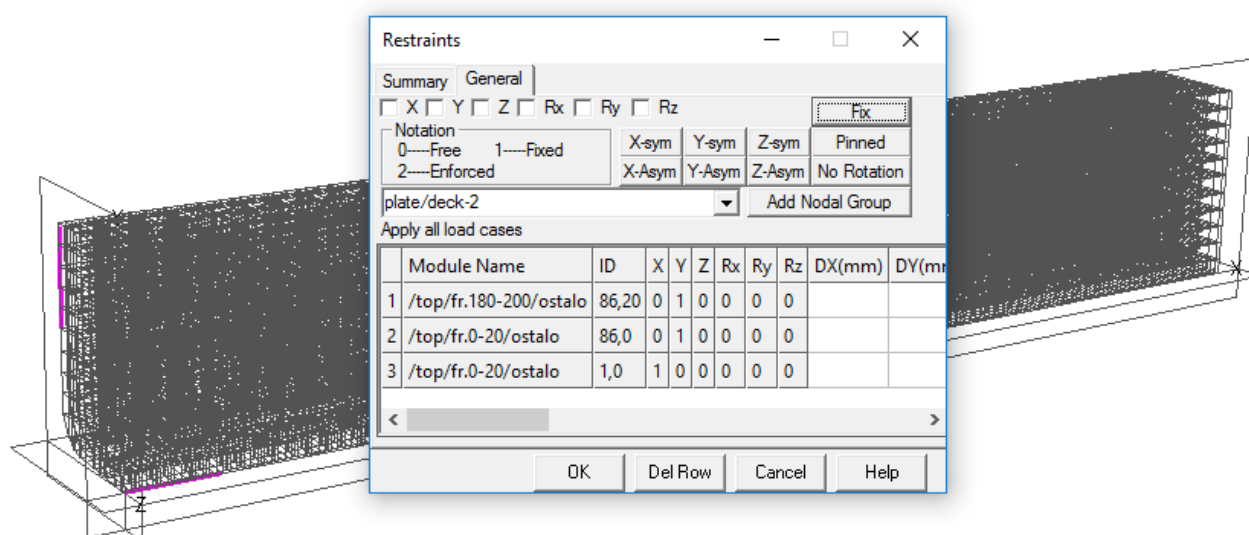 Restraints
Summary General
X Y Z Rx Ry Rz Fix
Notation
0----Free 1----Fixed
2----Enforced
X-sym Y-sym Z-sym Pinned
X-Asym Y-Asym Z-Asym No Rotation
plate/deck-2 Add Nodal Group
Apply all load cases
Module Name ID X Y Z Rx Ry Rz DX(mm) DY(mm
1 /top/fr.180-200/ostalo 86,20 0 1 0 0 0 0
2 /top/fr.0-20/ostalo 86,0 0 1 0 0 0 0
3 /top/fr.0-20/ostalo 1,0 1 0 0 0 0 0
OK Del Row Cancel Help
Z
X